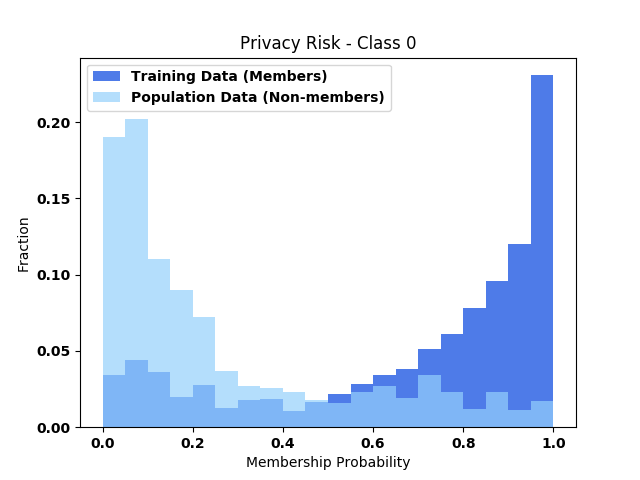 Privacy Risk - Class 0
Training Data (Members)
Population Data (Non-members)
0.20
0.15
0.10
0.05
0.00
Fraction
0.0 0.2 0.4 0.6 0.8 1.0
Membership Probability